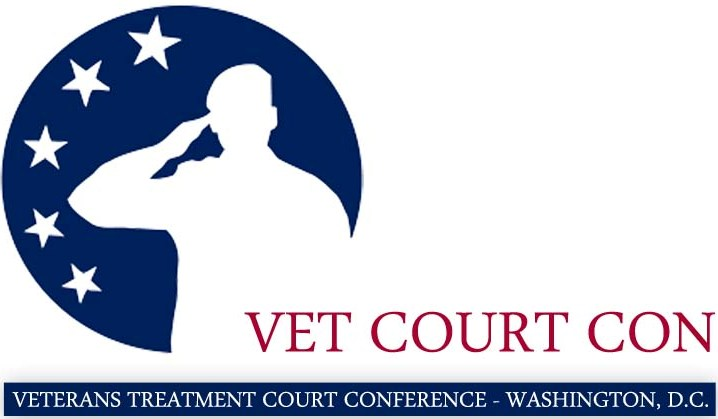 VET COURT CON
VETERANS TREATMENT COURT CONFERENCE - WASHINGTON, D.C.